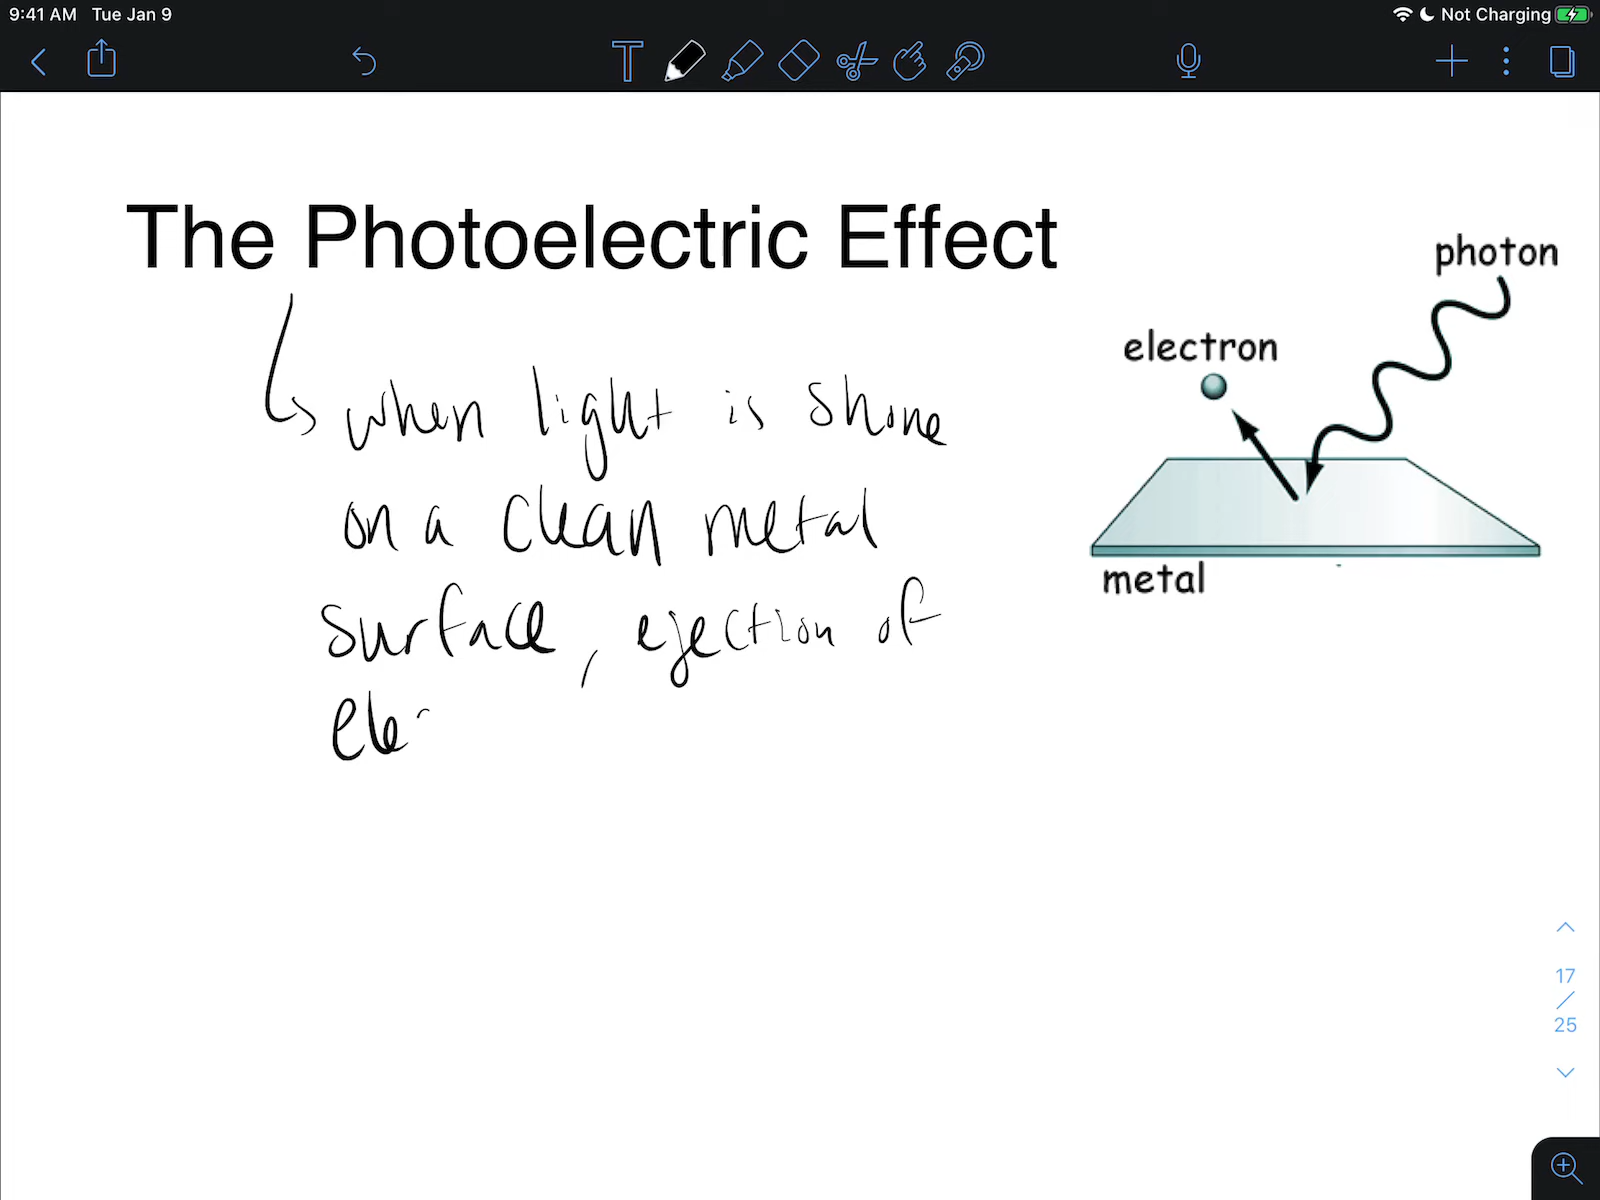 9:41 AM Tue Jan 9
Not Charging
The Photoelectric Effect
photon
electron
when light is shone
on a clean metal
metal
surface, ejection of
ele
17
/
25